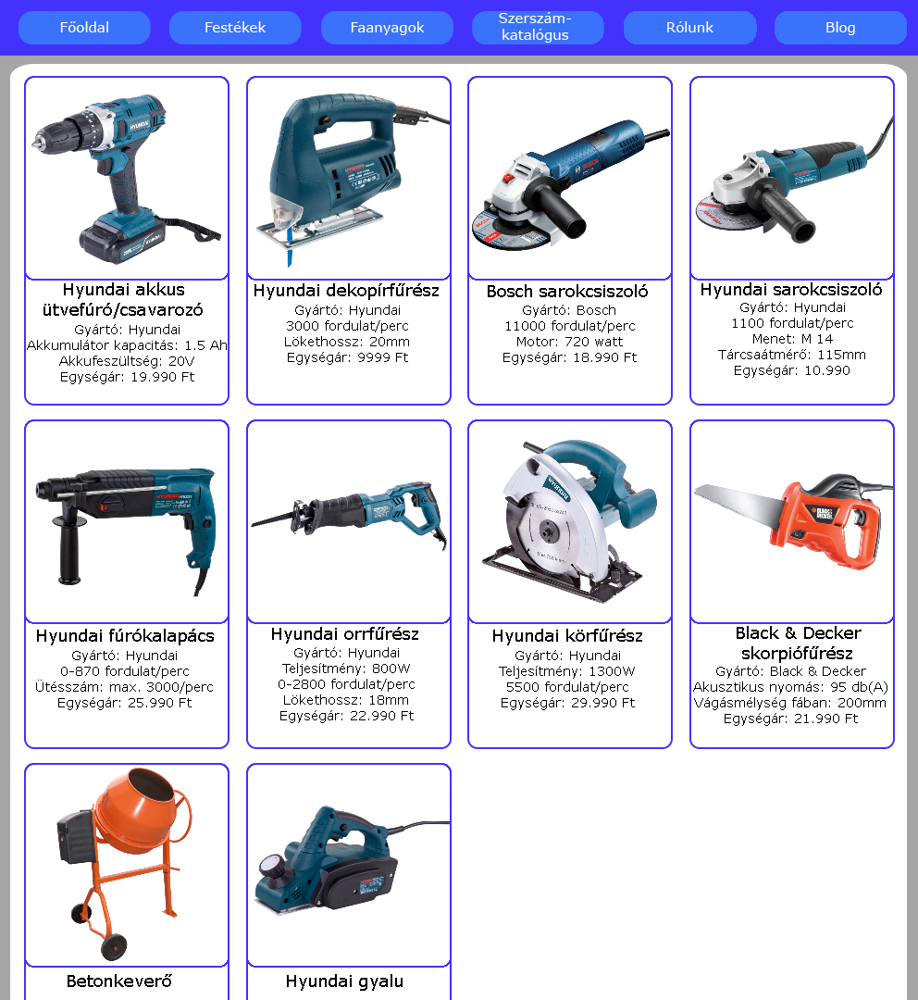 Főoldal
Festékek
Faanyagok
Szerszám-
katalógus
Rólunk
Blog
Hyundai akkus
ütvefúró/csavarozó
Gyártó: Hyundai
Akkumulátor kapacitás: 1.5 Ah
Akkufeszültség: 20V
Egységár: 19.990 Ft
Hyundai dekopírfűrész
Gyártó: Hyundai
3000 fordulat/perc
Lökethossz: 20mm
Egységár: 9999 Ft
Bosch sarokcsiszoló
Gyártó: Bosch
11000 fordulat/perc
Motor: 720 watt
Egységár: 18.990 Ft
Hyundai sarokcsiszoló
Gyártó: Hyundai
1100 fordulat/perc
Menet: M 14
Tárcsaátmérő: 115mm
Egységár: 10.990
Hyundai fúrókalapács
Gyártó: Hyundai
0-870 fordulat/perc
Ütésszám: max. 3000/perc
Egységár: 25.990 Ft
Hyundai orrfűrész
Gyártó: Hyundai
Teljesítmény: 800W
0-2800 fordulat/perc
Lökethossz: 18mm
Egységár: 22.990 Ft
HYUNDAI
Hyundai körfűrész
Gyártó: Hyundai
Teljesítmény: 1300W
5500 fordulat/perc
Egységár: 29.990 Ft
BLACK&
DECKER
Black & Decker
skorpiófűrész
Gyártó: Black & Decker
Akusztikus nyomás: 95 db(A)
Vágásmélység fában: 200mm
Egységár: 21.990 Ft
Betonkeverő
Hyundai gyalu